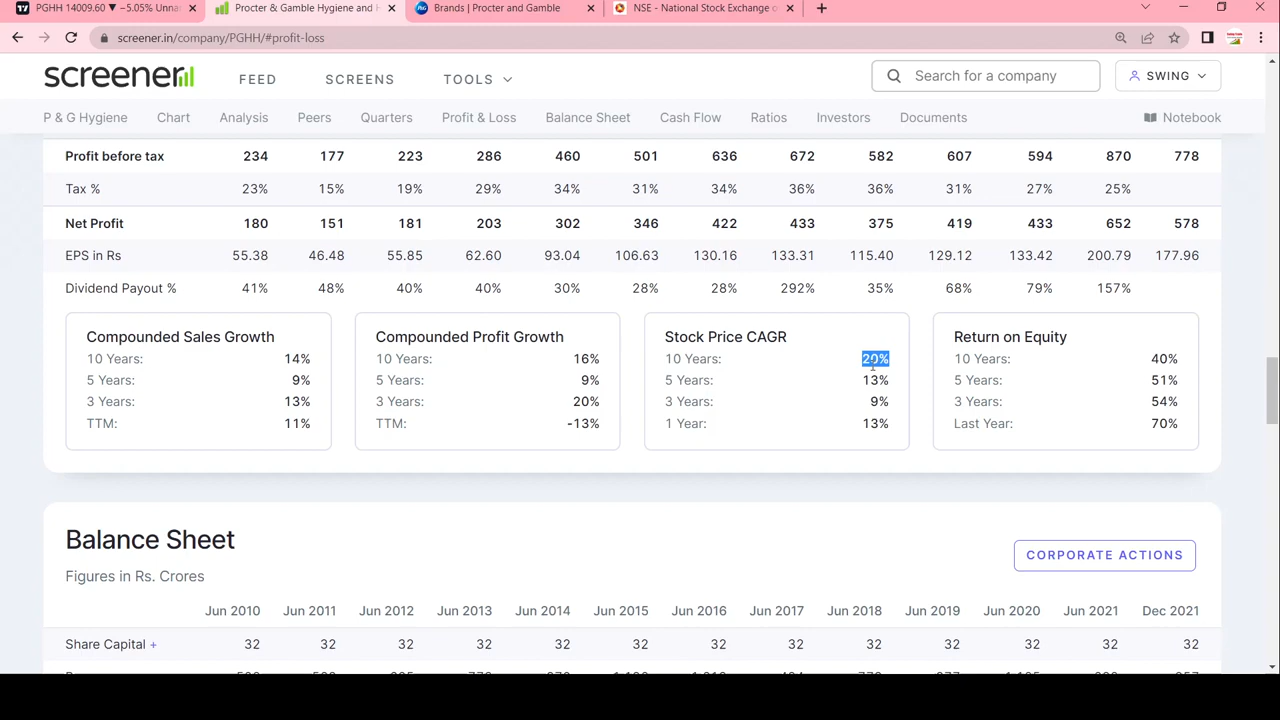 PGHH 14009.60 ▼ −5.05% Unna
Procter & Gamble Hygiene and H
Brands | Procter and Gamble
NSE - National Stock Exchange o
screener.in/company/PGHH/#profit-loss
screener
FEED SCREENS TOOLS
Search for a company
SWING
P & G Hygiene Chart Analysis Peers Quarters Profit & Loss Balance Sheet Cash Flow Ratios Investors Documents Notebook
Profit before tax 234 177 223 286 460 501 636 672 582 607 594 870 778
Tax % 23% 15% 19% 29% 34% 31% 34% 36% 36% 31% 27% 25%
Net Profit 180 151 181 203 302 346 422 433 375 419 433 652 578
EPS in Rs 55.38 46.48 55.85 62.60 93.04 106.63 130.16 133.31 115.40 129.12 133.42 200.79 177.96
Dividend Payout % 41% 48% 40% 40% 30% 28% 28% 292% 35% 68% 79% 157%
Compounded Sales Growth
10 Years: 14%
5 Years: 9%
3 Years: 13%
TTM: 11%
Compounded Profit Growth
10 Years: 16%
5 Years: 9%
3 Years: 20%
TTM: -13%
Stock Price CAGR
10 Years: 20%
5 Years: 13%
3 Years: 9%
1 Year: 13%
Return on Equity
10 Years: 40%
5 Years: 51%
3 Years: 54%
Last Year: 70%
Balance Sheet
CORPORATE ACTIONS
Figures in Rs. Crores
Jun 2010 Jun 2011 Jun 2012 Jun 2013 Jun 2014 Jun 2015 Jun 2016 Jun 2017 Jun 2018 Jun 2019 Jun 2020 Jun 2021 Dec 2021
Share Capital + 32 32 32 32 32 32 32 32 32 32 32 32 32